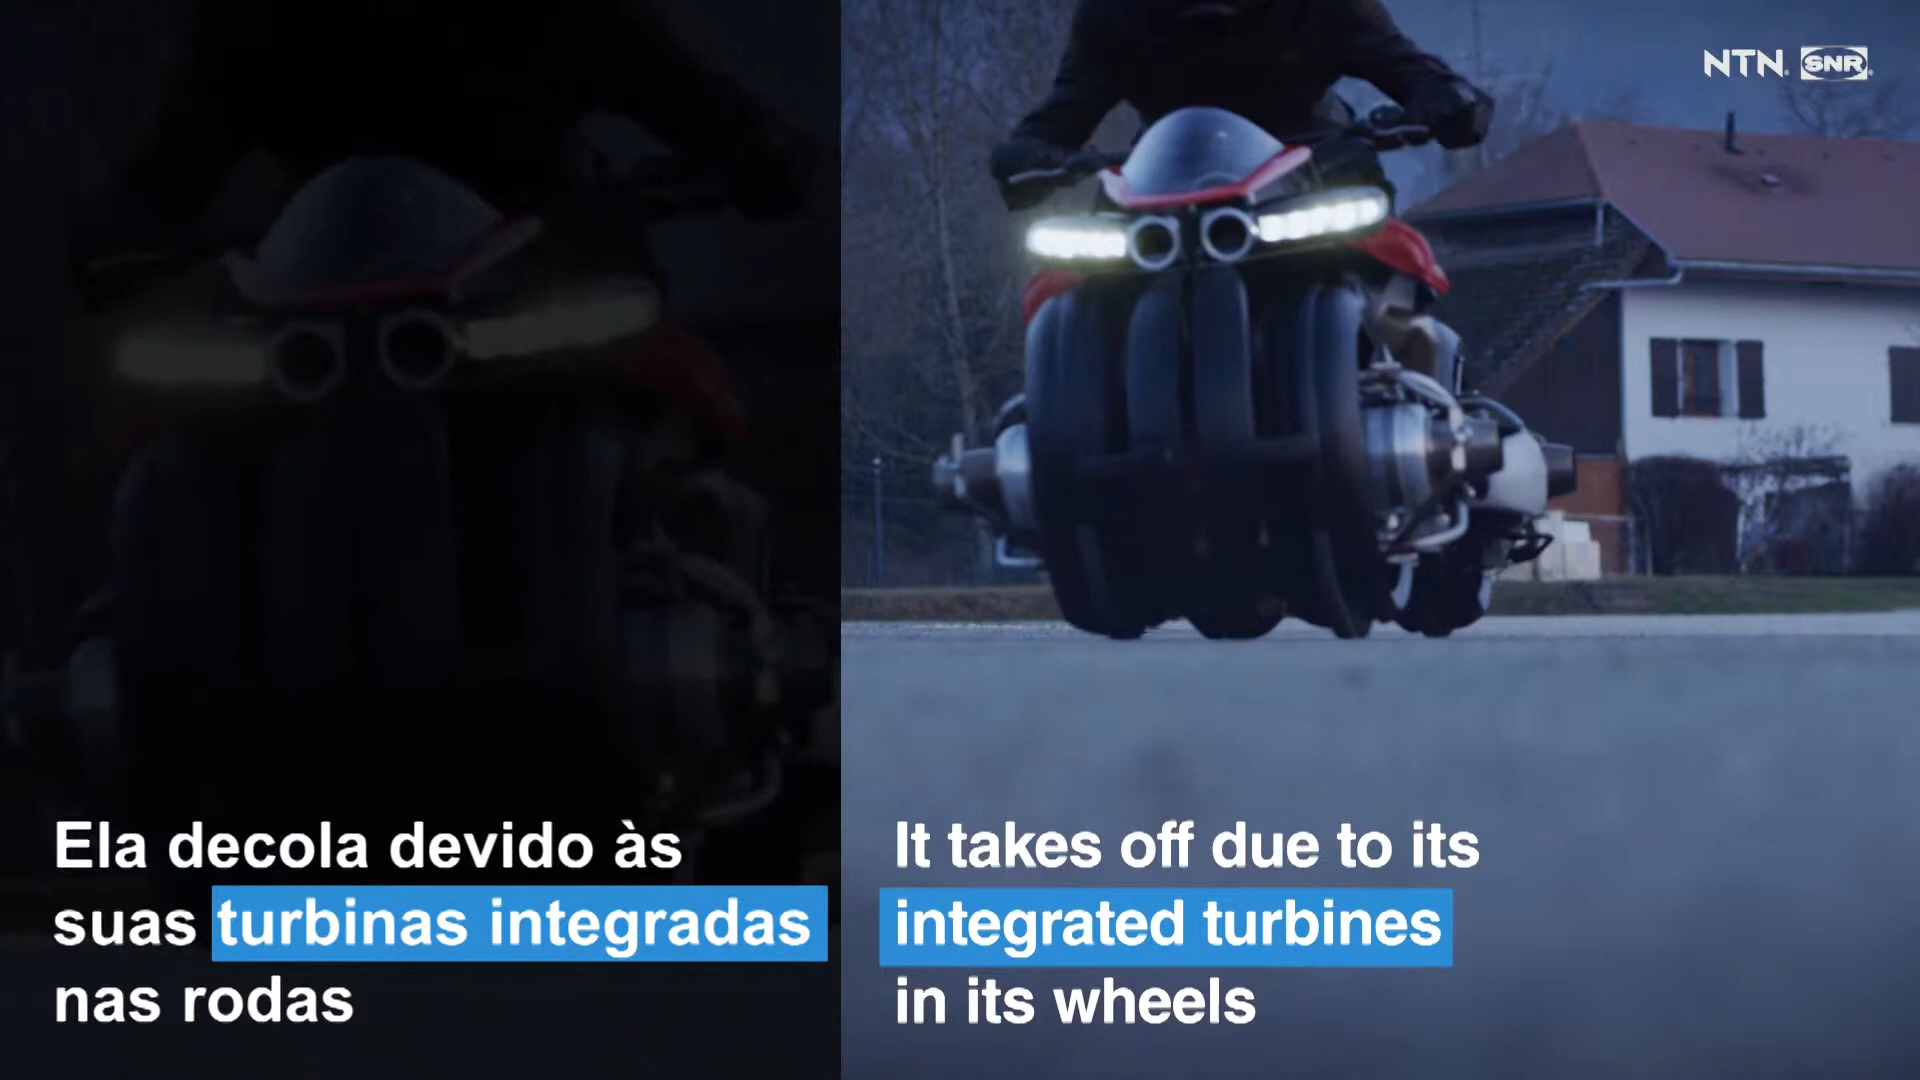 NTN SNR
Ela decola devido às
suas turbinas integradas
nas rodas
It takes off due to its
integrated turbines
in its wheels